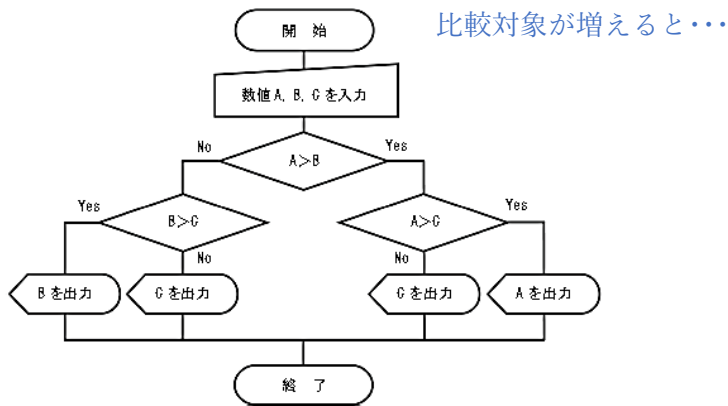 比較対象が増えると･･･
開 始
数値A, B, Cを入力
No
A＞B
Yes
Yes
B＞C
No
A＞C
Yes
No
Bを出力
Cを出力
Cを出力
Aを出力
終 了